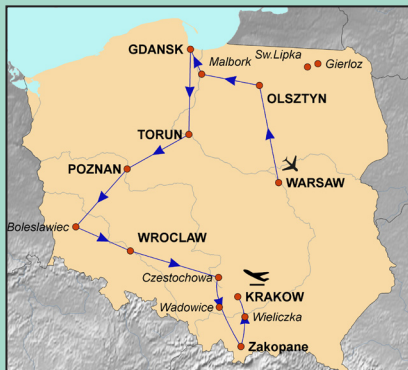 GDANSK
Sw.Lipka
Malbork
Gierloz
OLSZTYN
TORUN
POZNAN
WARSAW
Boleslawiec
WROCLAW
Czestochowa
KRAKOW
Wadowice
Wieliczka
Zakopane